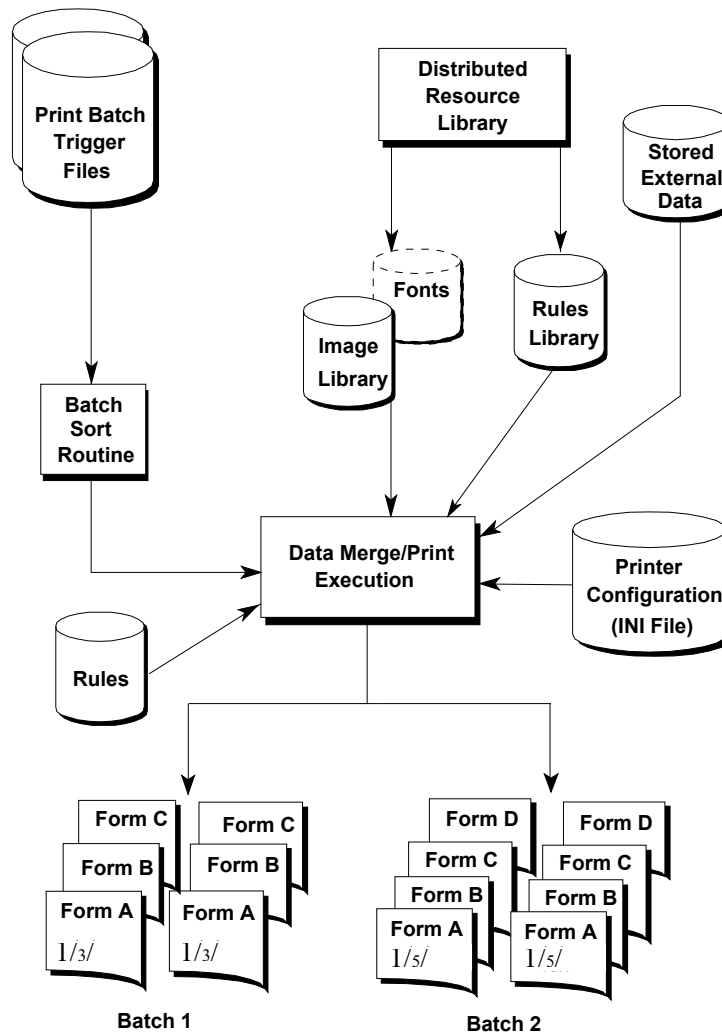 Print Batch
Trigger
Files
Distributed
Resource
Library
Stored
External
Data
Fonts
Image
Library
Rules
Library
Batch
Sort
Routine
Data Merge/Print
Execution
Printer
Configuration
(INI File)
Rules
Form C
Form B
Form A
1/3/
Form C
Form B
Form A
1/3/
Form D
Form C
Form B
Form A
1/5/
Form D
Form C
Form B
Form A
1/5/
Batch 1
Batch 2